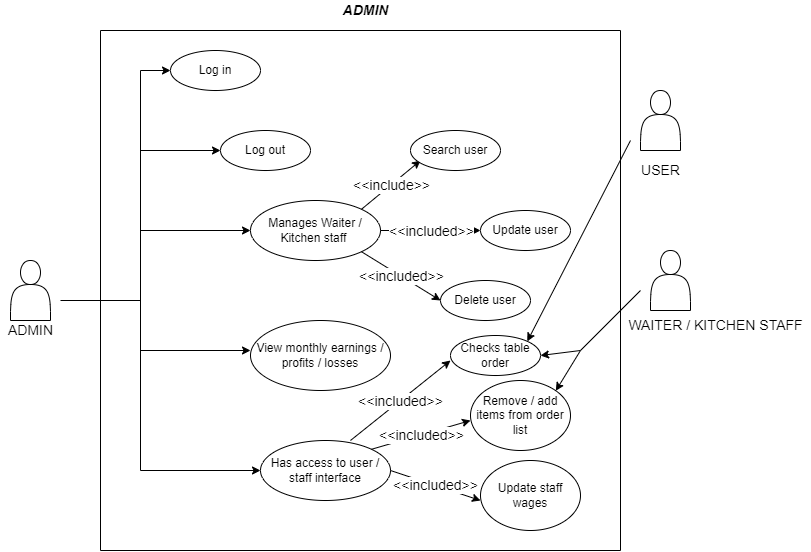 ADMIN
Log in
Log out
Search user
<<include>>
Manages Waiter /
Kitchen staff
<<included>>
Update user
<<included>>
Delete user
USER
ADMIN
WAITER / KITCHEN STAFF
View monthly earnings /
profits / losses
Checks table
order
<<included>>
Remove / add
items from order
list
<<included>>
Has access to user /
staff interface
<<included>>
Update staff
wages